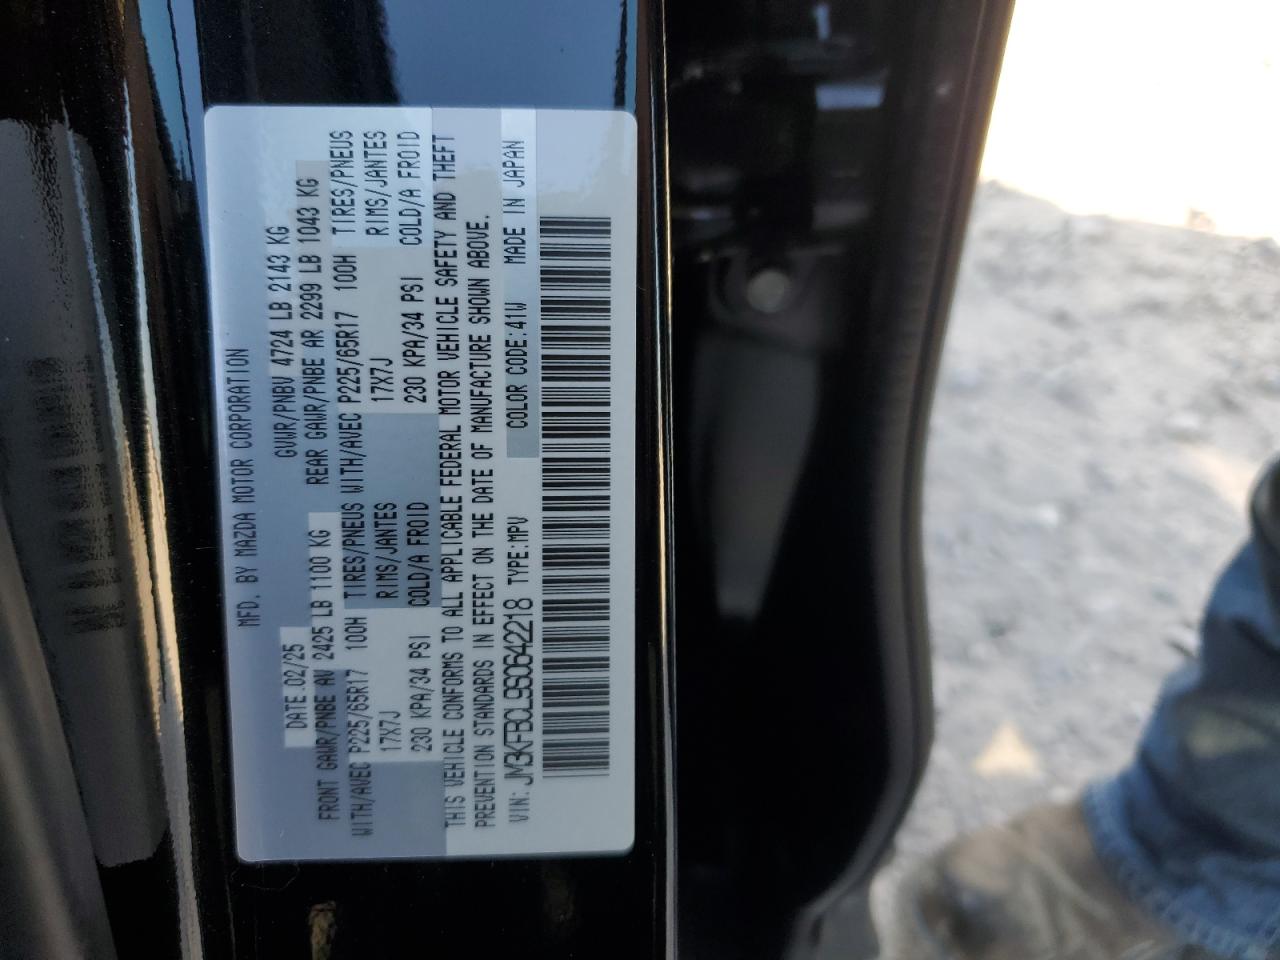 MFD. BY MAZDA MOTOR CORPORATION
DATE.02/25 GVWR/PNBV 4724 LB 2143 KG
FRONT GAWR/PNBE AV 2425 LB 1100 KG REAR GAWR/PNBE AR 2299 LB 1043 KG
WITH/AVEC P225/65R17 100H TIRES/PNEUS WITH/AVEC P225/65R17 100H TIRES/PNEUS
17X7J RIMS/JANTES 17X7J RIMS/JANTES
230 KPA/34 PSI COLD/A FROID 230 KPA/34 PSI COLD/A FROID
THIS VEHICLE CONFORMS TO ALL APPLICABLE FEDERAL MOTOR VEHICLE SAFETY AND THEFT
PREVENTION STANDARDS IN EFFECT ON THE DATE OF MANUFACTURE SHOWN ABOVE.
VIN: JM3KFBCL9S0642218 TYPE:MPV COLOR CODE:41W MADE IN JAPAN